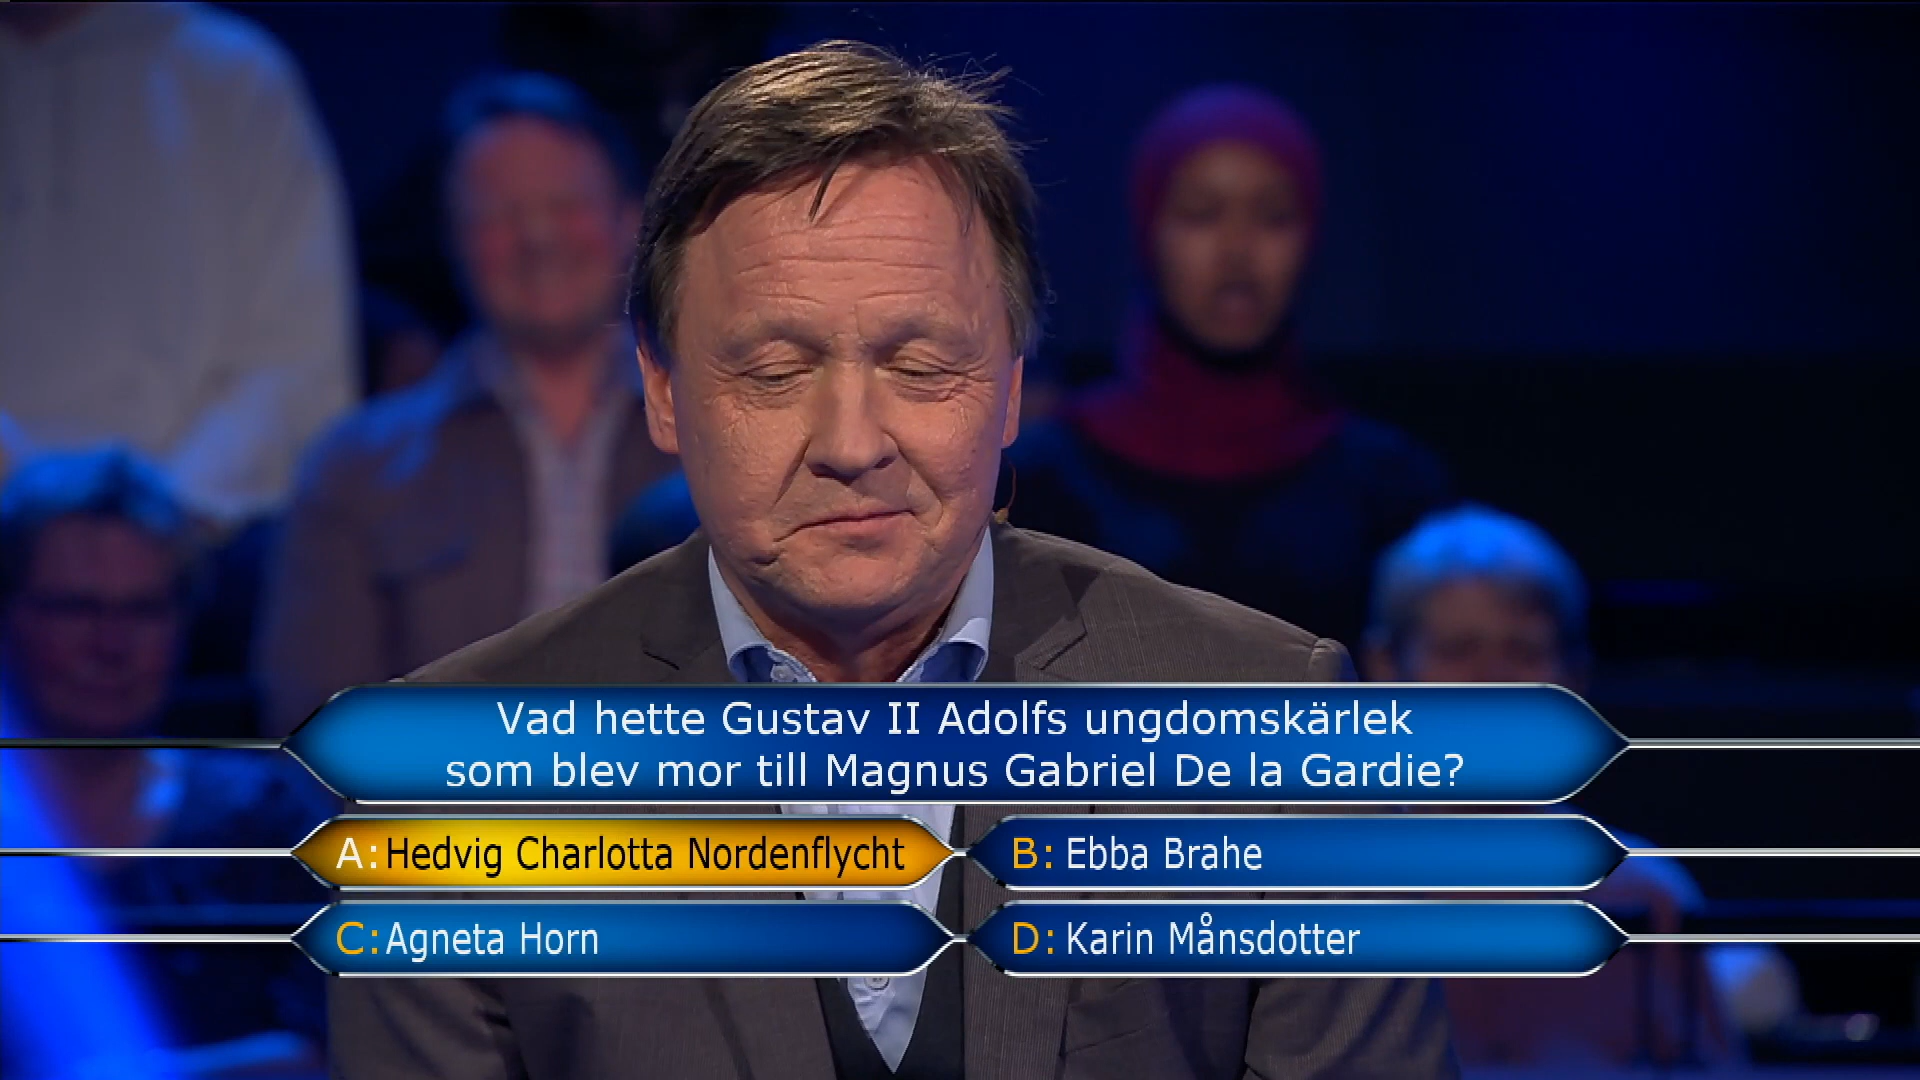 Vad hette Gustav II Adolfs ungdomskärlek
som blev mor till Magnus Gabriel De la Gardie?
A: Hedvig Charlotta Nordenflycht
B: Ebba Brahe
C: Agneta Horn
D: Karin Månsdotter